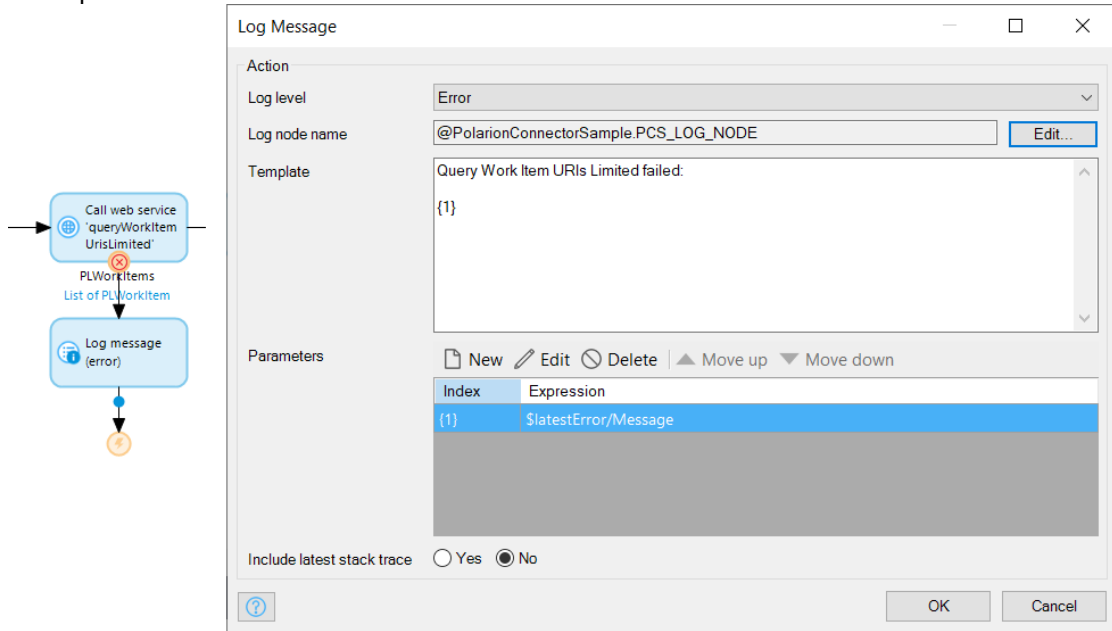 Log Message
Action
Log level
Error
Log node name
@PolarionConnectorSample.PCS_LOG_NODE
Edit...
Template
Query Work Item URIs Limited failed:
{1}
Call web service
'queryWorkItem
UrisLimited'
PLWorkItems
List of PLWorkItem
Log message
(error)
Parameters
New
Edit
Delete
Move up
Move down
Index
Expression
{1}
$latestError/Message
Include latest stack trace
Yes
No
?
OK
Cancel